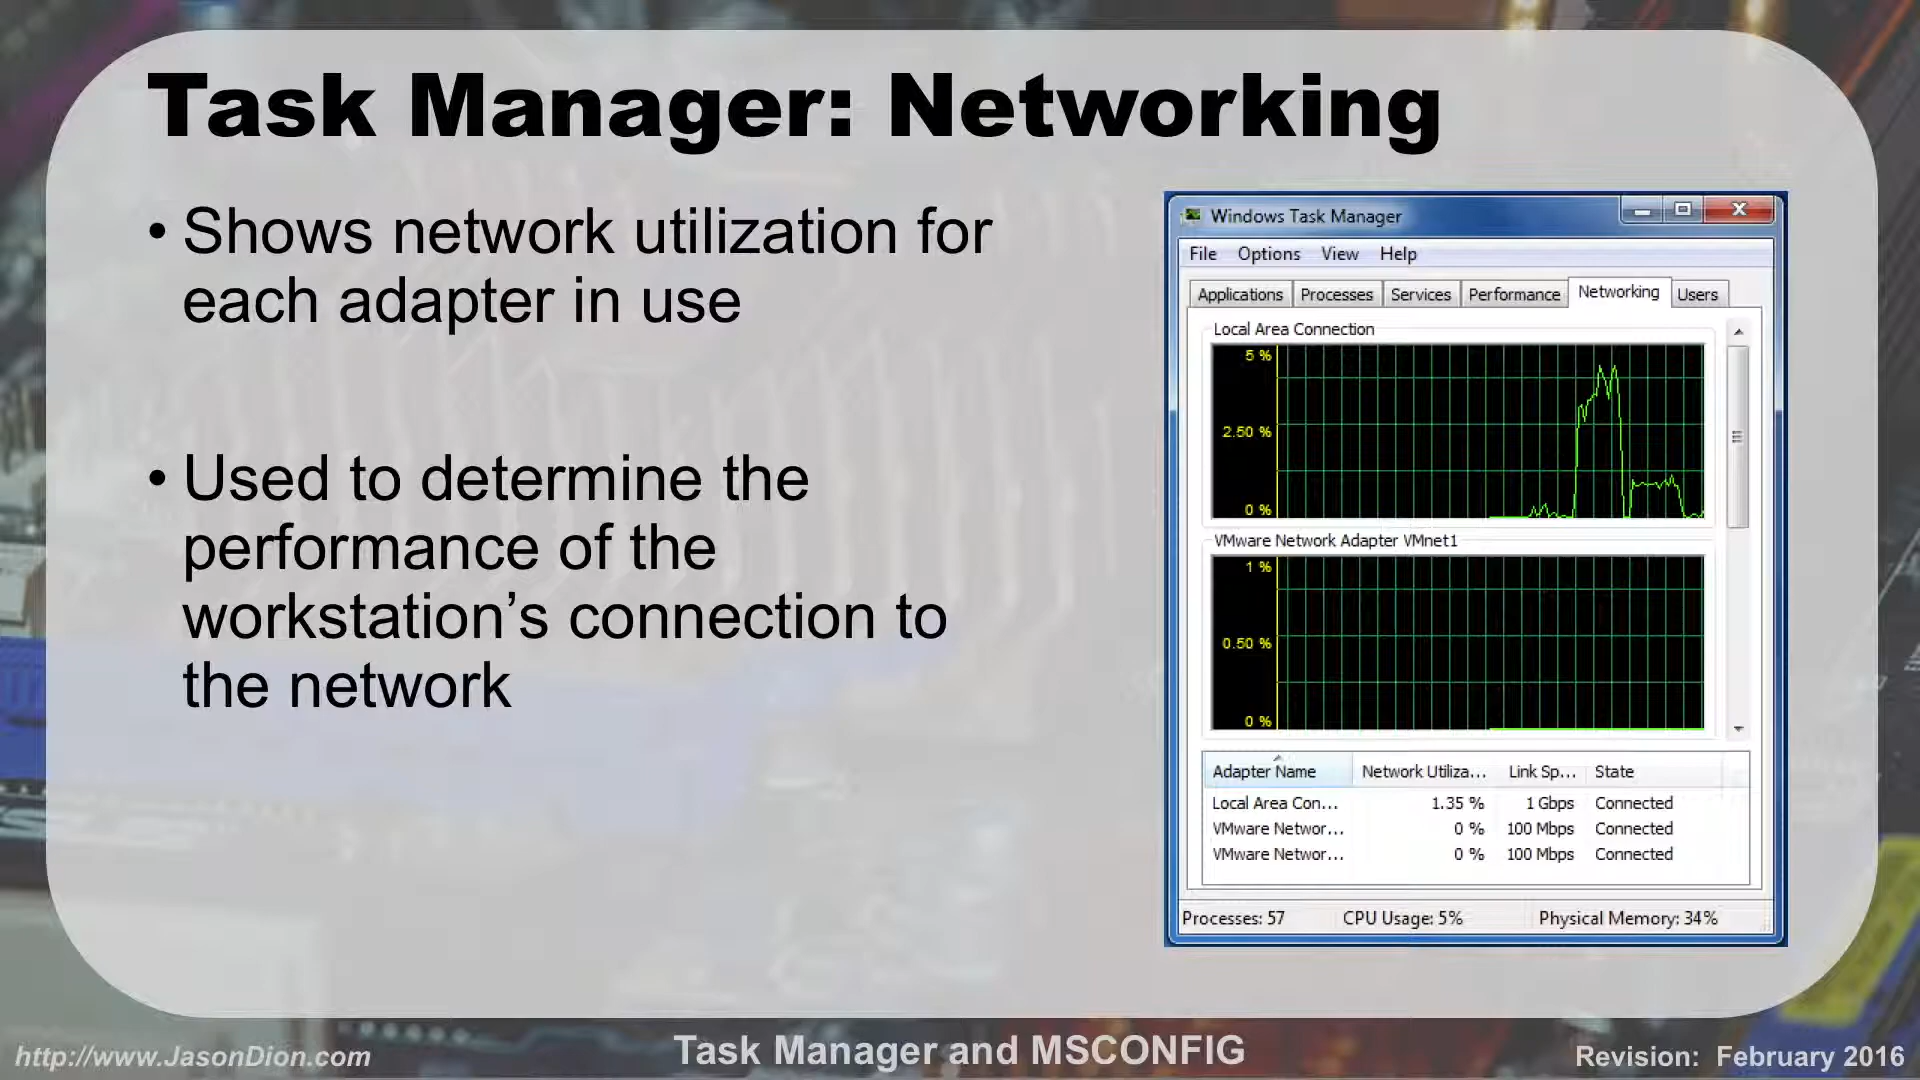 Task Manager: Networking
• Shows network utilization for
each adapter in use
• Used to determine the
performance of the
workstation’s connection to
the network
Windows Task Manager
File Options View Help
Applications Processes Services Performance Networking Users
Local Area Connection
5 %
2.50 %
0 %
VMware Network Adapter VMnet1
1 %
0.50 %
0 %
Adapter Name Network Utiliza... Link Sp... State
Local Area Con... 1.35 % 1 Gbps Connected
VMware Networ... 0 % 100 Mbps Connected
VMware Networ... 0 % 100 Mbps Connected
Processes: 57 CPU Usage: 5% Physical Memory: 34%
http://www.JasonDion.com
Task Manager and MSCONFIG
Revision: February 2016